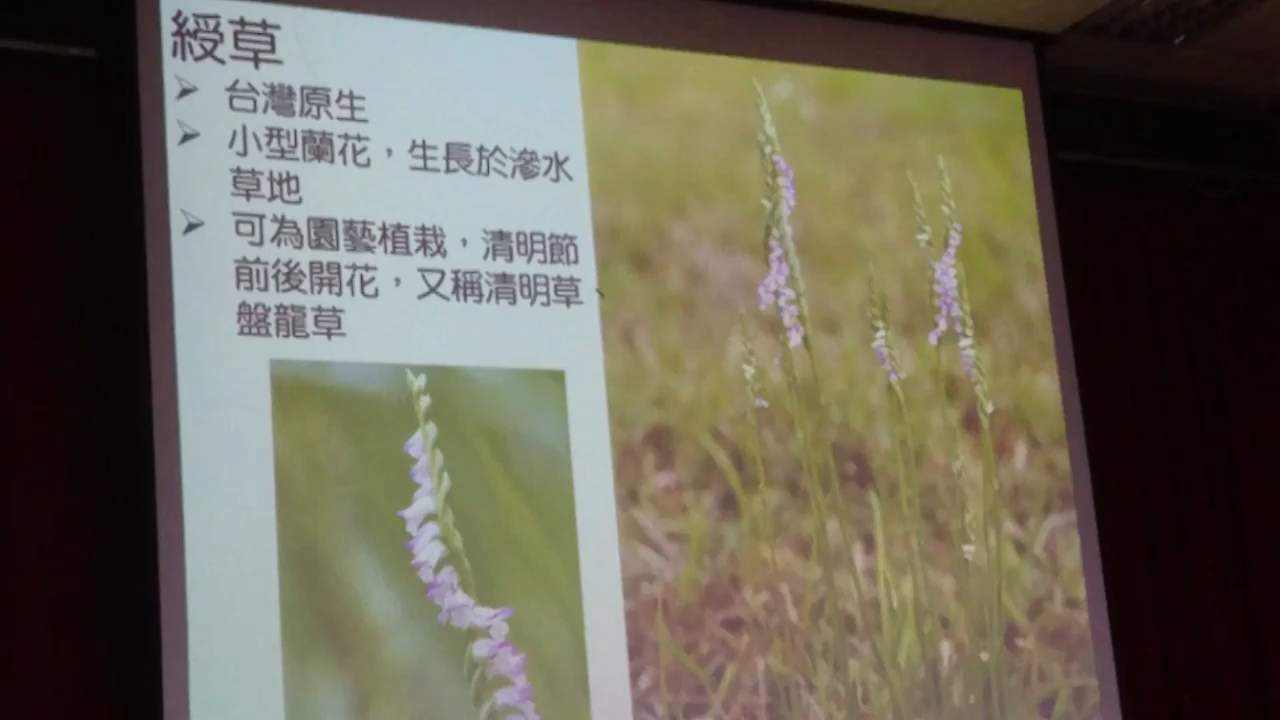 綬草
台灣原生
小型蘭花，生長於滲水
草地
可為園藝植栽，清明節
前後開花，又稱清明草、
盤龍草